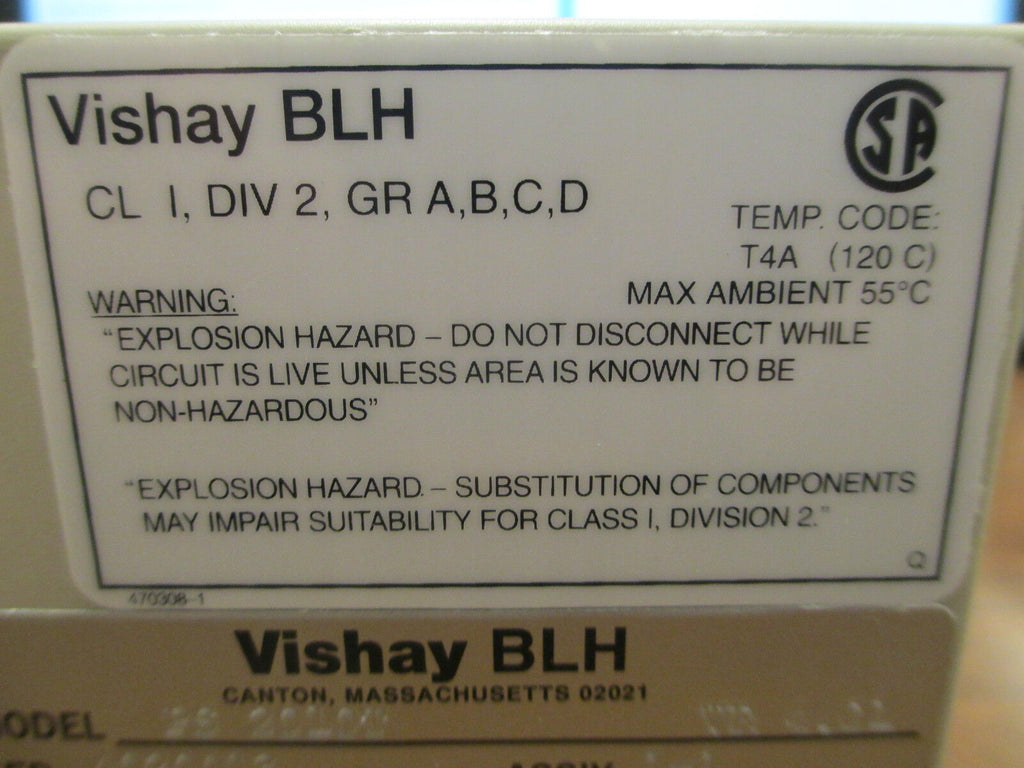 Vishay BLH
CSA
CL I, DIV 2, GR A,B,C,D
TEMP. CODE:
T4A (120 C)
MAX AMBIENT 55°C
WARNING:
"EXPLOSION HAZARD – DO NOT DISCONNECT WHILE
CIRCUIT IS LIVE UNLESS AREA IS KNOWN TO BE
NON-HAZARDOUS"
"EXPLOSION HAZARD. – SUBSTITUTION OF COMPONENTS
MAY IMPAIR SUITABILITY FOR CLASS I, DIVISION 2."
Q
470308-1
Vishay BLH
CANTON, MASSACHUSETTS 02021